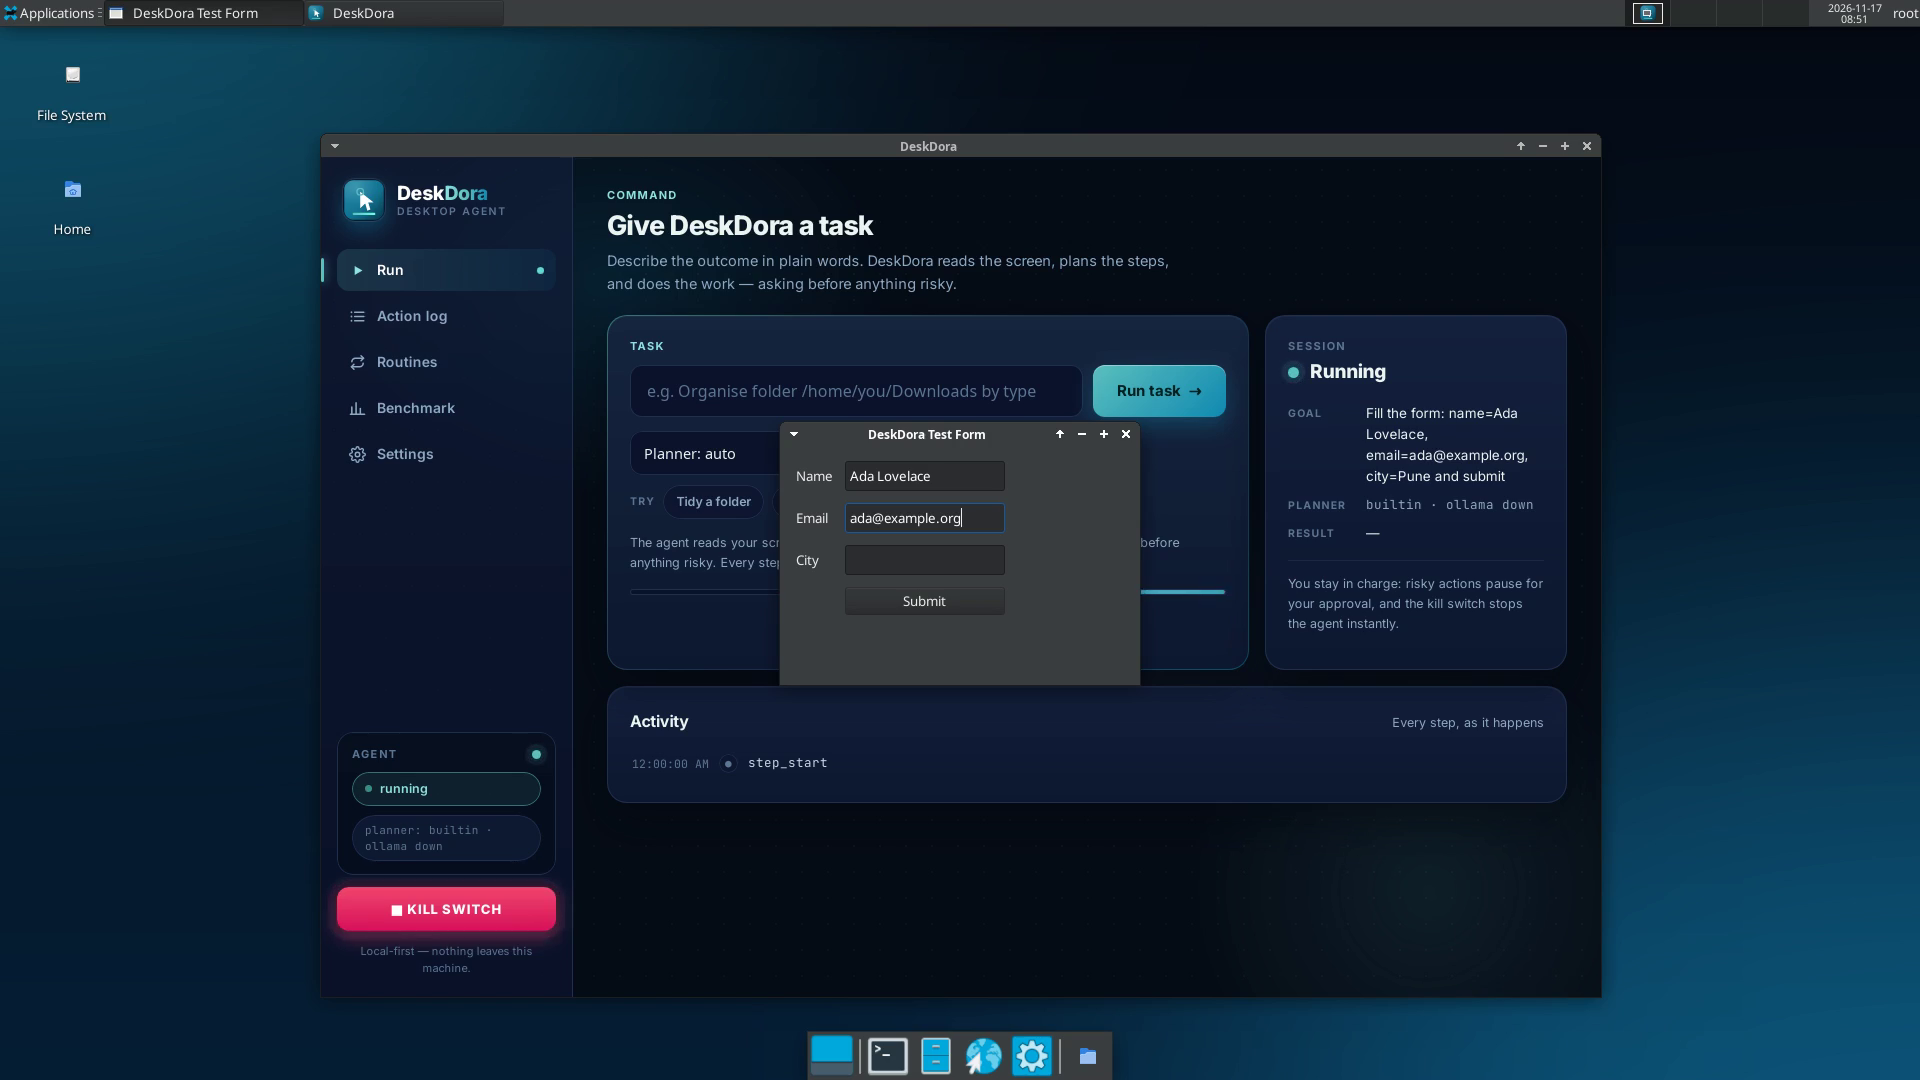 Applications
DeskDora Test Form
DeskDora
2026-11-17
08:51
root
File System
Home
DeskDora
DeskDora
DESKTOP AGENT
Run
Action log
Routines
Benchmark
Settings
AGENT
running
planner: builtin ·
ollama down
KILL SWITCH
Local-first — nothing leaves this
machine.
COMMAND
Give DeskDora a task
Describe the outcome in plain words. DeskDora reads the screen, plans the steps,
and does the work — asking before anything risky.
TASK
e.g. Organise folder /home/you/Downloads by type
Run task →
Planner: auto
TRY
Tidy a folder
The agent reads your scr
before
anything risky. Every step
DeskDora Test Form
Name
Ada Lovelace
Email
ada@example.org
City
Submit
SESSION
Running
GOAL
Fill the form: name=Ada
Lovelace,
email=ada@example.org,
city=Pune and submit
PLANNER
builtin · ollama down
RESULT
—
You stay in charge: risky actions pause for
your approval, and the kill switch stops
the agent instantly.
Activity
Every step, as it happens
12:00:00 AM
step_start